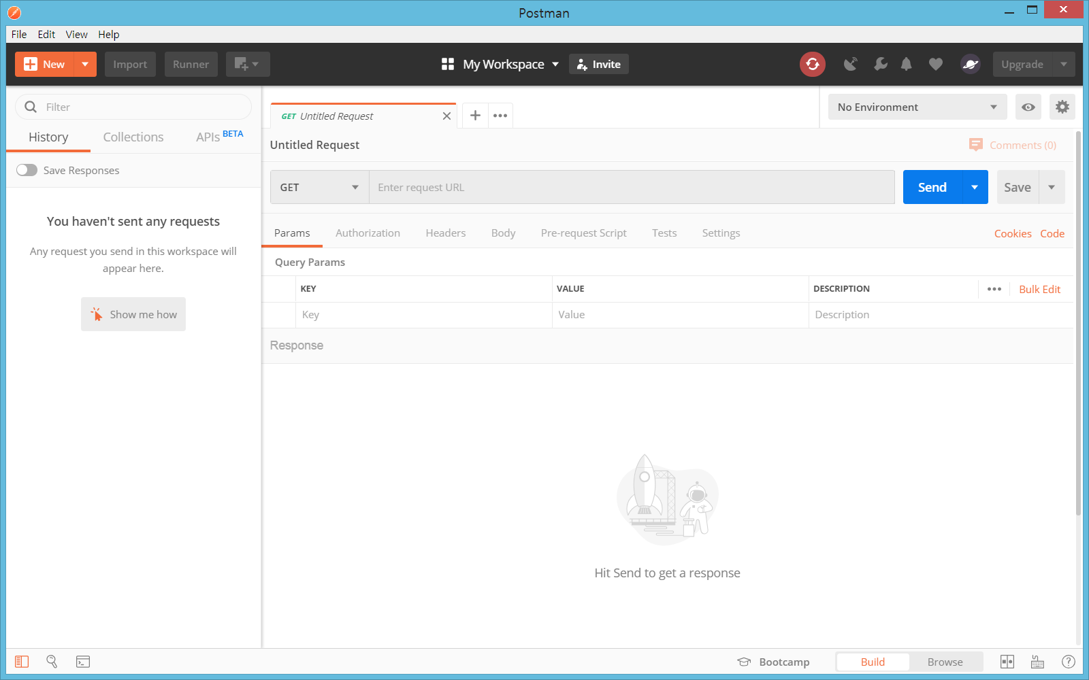 Postman
File Edit View Help
New Import Runner My Workspace Invite Upgrade
Filter
History Collections APIs BETA
Save Responses
You haven't sent any requests
Any request you send in this workspace will
appear here.
Show me how
GET Untitled Request
No Environment
Untitled Request
Comments (0)
GET Enter request URL Send Save
Params Authorization Headers Body Pre-request Script Tests Settings Cookies Code
Query Params
KEY VALUE DESCRIPTION Bulk Edit
Key Value Description
Response
Hit Send to get a response
Bootcamp Build Browse